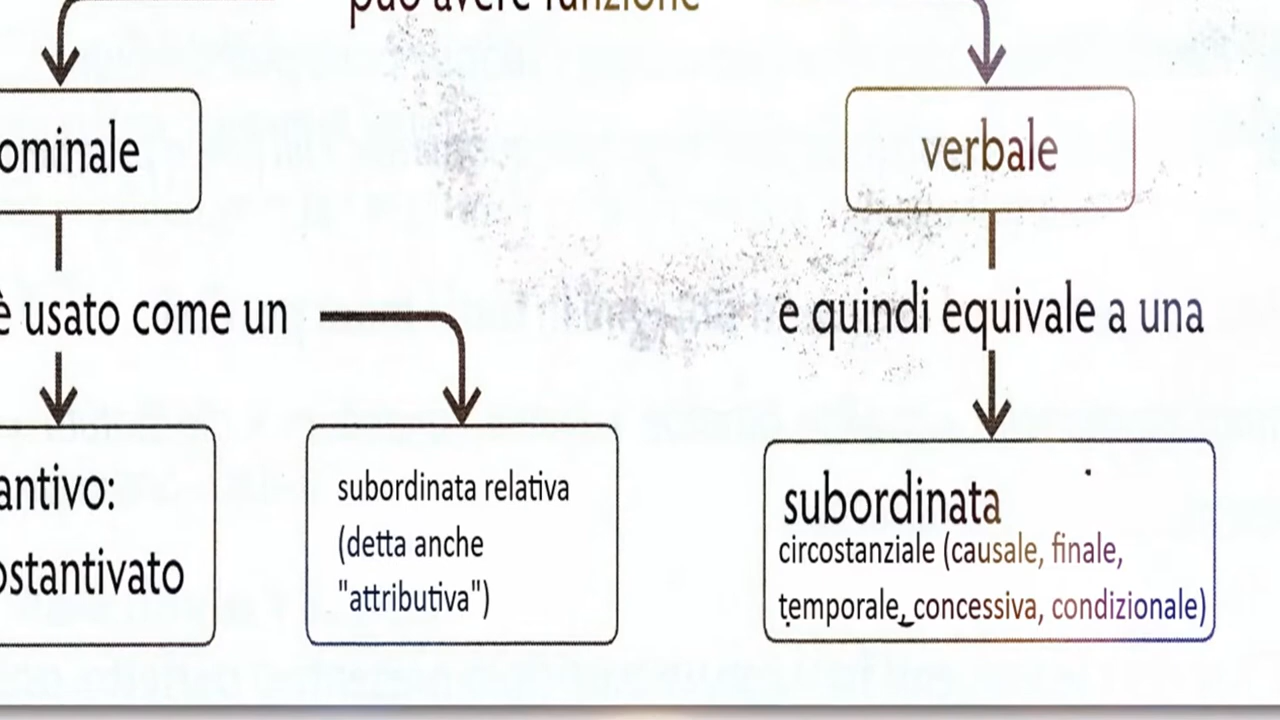 può avere funzione
ominale
verbale
è usato come un
e quindi equivale a una
antivo:
ostantivato
subordinata relativa
(detta anche
"attributiva")
subordinata
circostanziale (causale, finale,
temporale, concessiva, condizionale)